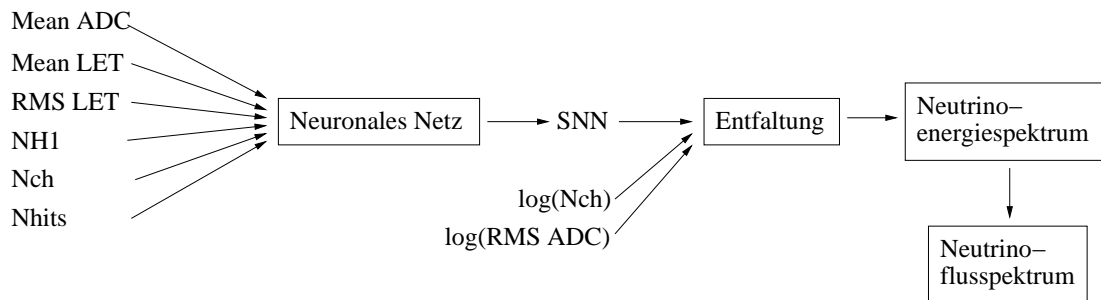 Mean ADC
Mean LET
RMS LET
NH1
Nch
Nhits
Neuronales Netz
SNN
log(Nch)
log(RMS ADC)
Entfaltung
Neutrino–
energiespektrum
Neutrino–
flusspektrum